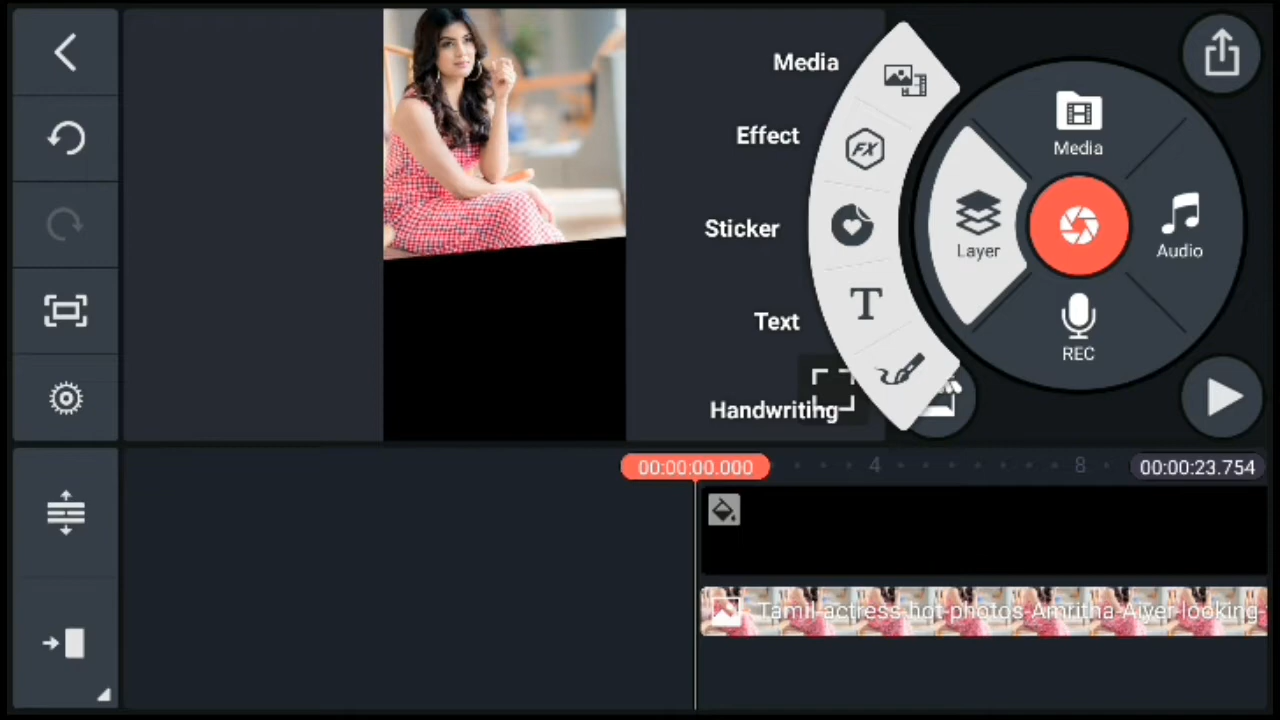 Media
Effect
FX
Sticker
T
Text
Handwriting
Media
Layer
Audio
REC
00:00:00.000
4
8
00:00:23.754
Tamil-actress-hot-photos-Amritha-Aiyer-looking-